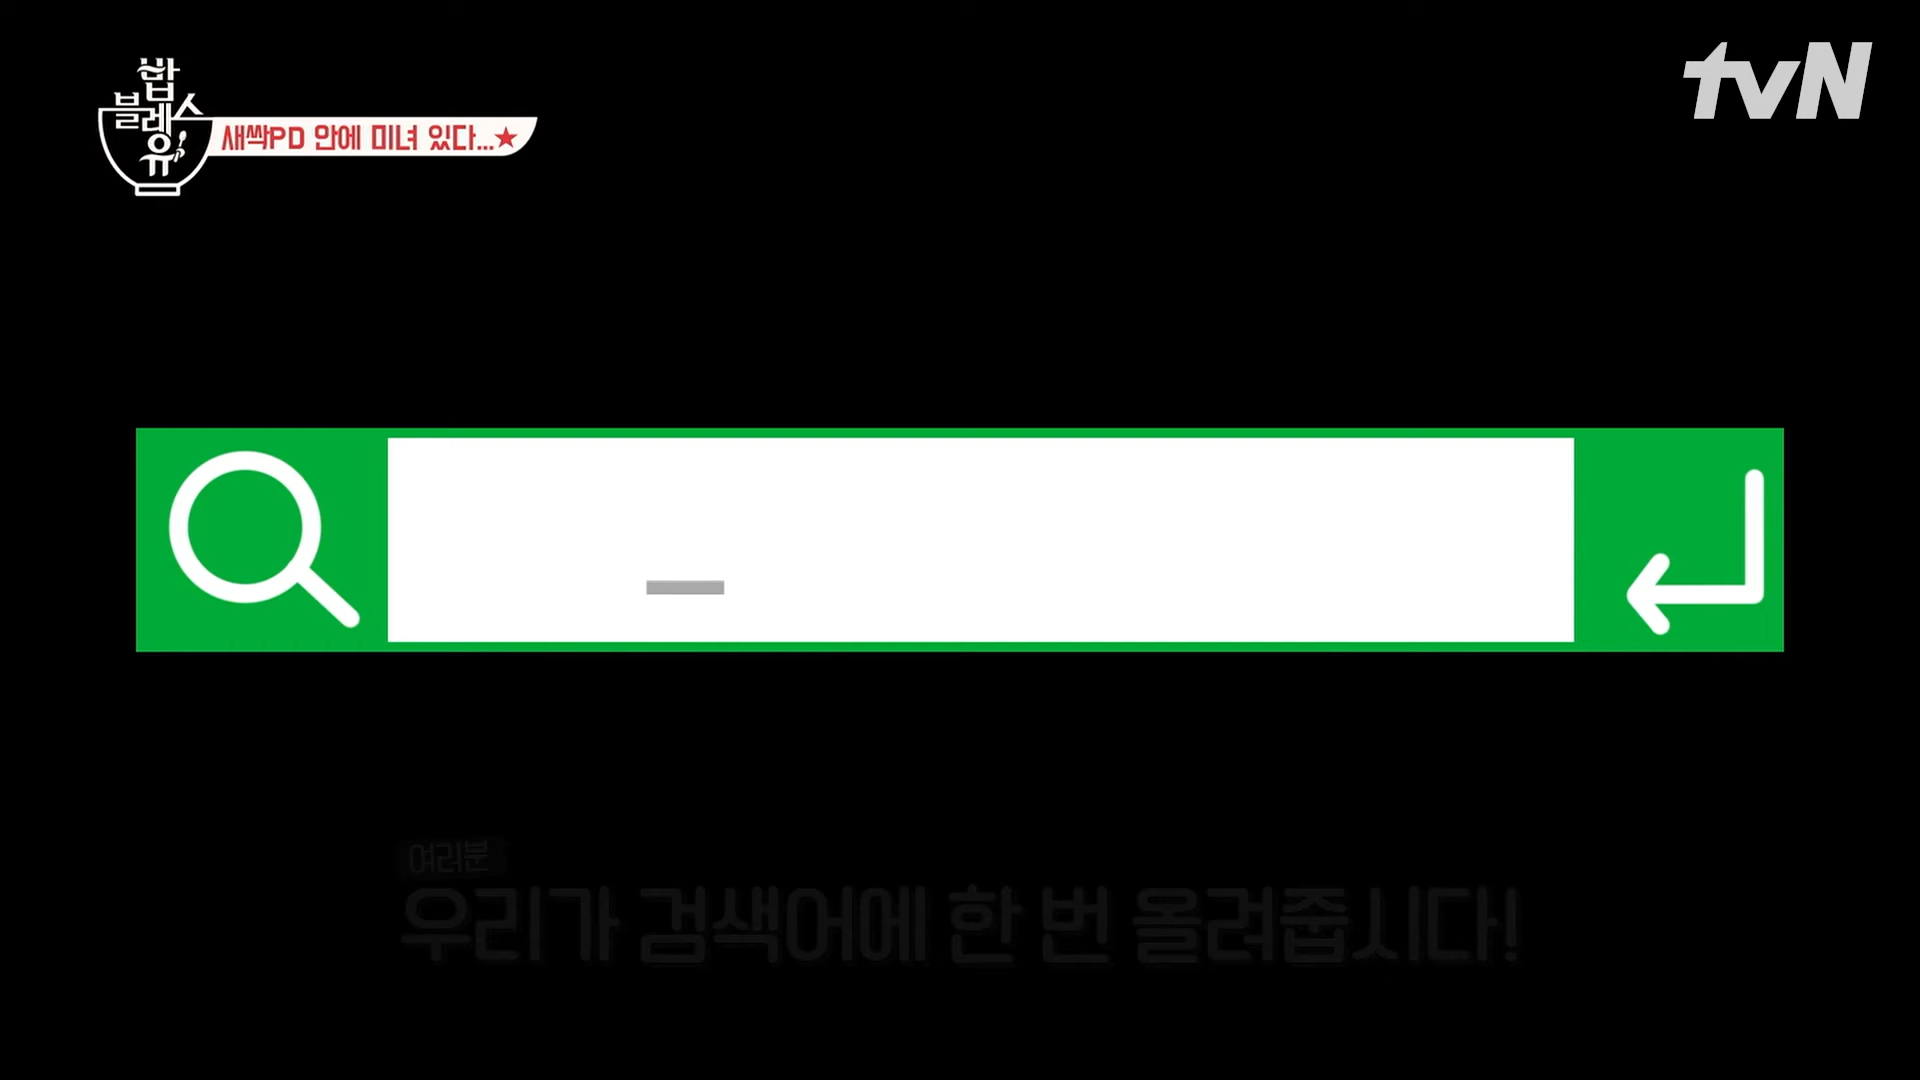 밥블레스유
새싹PD 안에 미녀 있다...★
tvN
여러분
우리가 검색어에 한 번 올려줍시다!